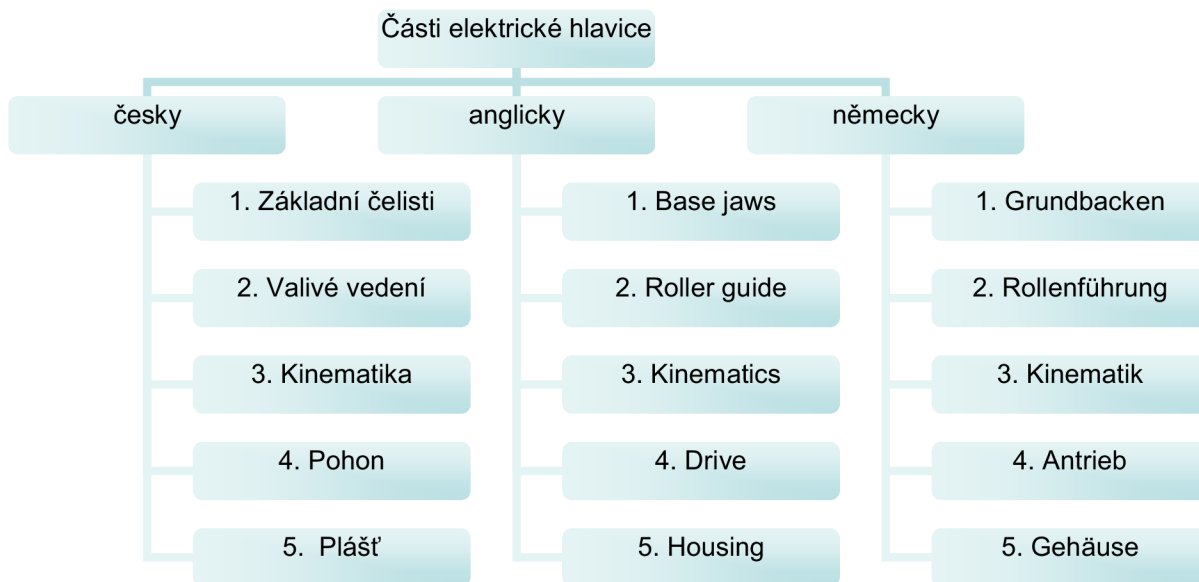 Části elektrické hlavice
česky
1. Základní čelisti
2. Valivé vedení
3. Kinematika
4. Pohon
5. Plášť
anglicky
1. Base jaws
2. Roller guide
3. Kinematics
4. Drive
5. Housing
německy
1. Grundbacken
2. Rollenführung
3. Kinematik
4. Antrieb
5. Gehäuse